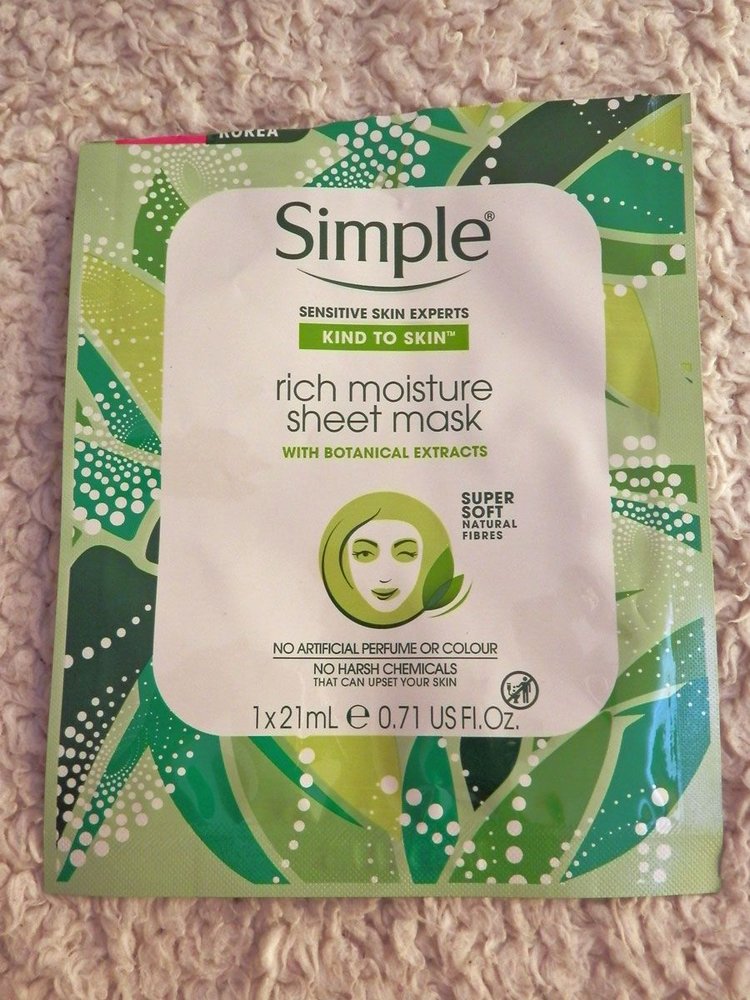 KOREA
Simple®
SENSITIVE SKIN EXPERTS
KIND TO SKIN™
rich moisture
sheet mask
WITH BOTANICAL EXTRACTS
SUPER
SOFT
NATURAL
FIBRES
NO ARTIFICIAL PERFUME OR COLOUR
NO HARSH CHEMICALS
THAT CAN UPSET YOUR SKIN
1x21mL ℮ 0.71 US Fl.Oz.